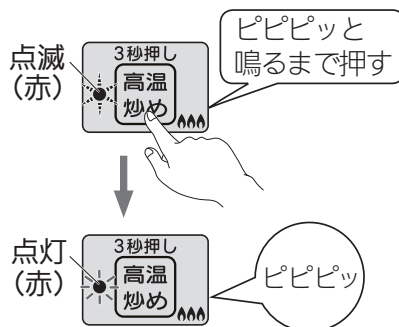 点滅
(赤)
3秒押し
高温
炒め
ピピピッと
鳴るまで押す
点灯
(赤)
3秒押し
高温
炒め
ピピピッ